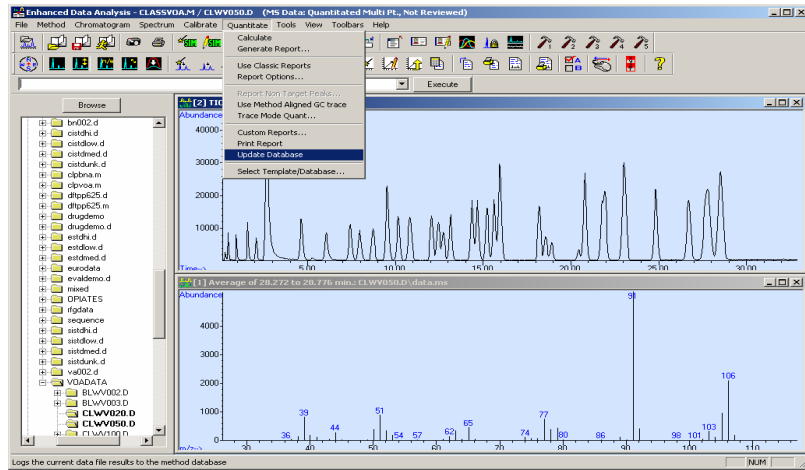 Enhanced Data Analysis - CLASSVOA.M / CLWV050.D (MS Data: Quantitated Multi Pt., Not Reviewed)
File Method Chromatogram Spectrum Calibrate Quantitate Tools View Toolbars Help
Calculate
Generate Report...
Use Classic Reports
Report Options...
Report Non Target Peaks...
Use Method Aligned GC trace
Trace Mode Quant...
Custom Reports...
Print Report
Update Database
Select Template/Database...
Execute
Browse
bn002.d
cistdhi.d
cistdlow.d
cistdmed.d
cistdunk.d
clpbna.m
clpvoa.m
dftpp625.d
dftpp625.m
drugdemo
drugdemo.d
estdhi.d
estdlow.d
estdmed.d
eurodata
evaldemo.d
mixed
OPIATES
rfgdata
sequence
sistdhi.d
sistdlow.d
sistdmed.d
sistdunk.d
va002.d
VOADATA
BLWV002.D
BLWV003.D
CLWV020.D
CLWV050.D
CLWV100.D
[2] TIC
Abundance
40000
30000
20000
10000
Time-->
5.00 10.00 15.00 20.00 25.00 30.00
[1] Average of 28.272 to 28.776 min.: CLWV050.D\data.ms
Abundance
4000
3000
2000
1000
0
m/z-->
30 40 50 60 70 80 90 100 110
36 39 44 51 54 57 62 65 74 77 80 86 91 98 101 103 106
Logs the current data file results to the method database
NUM